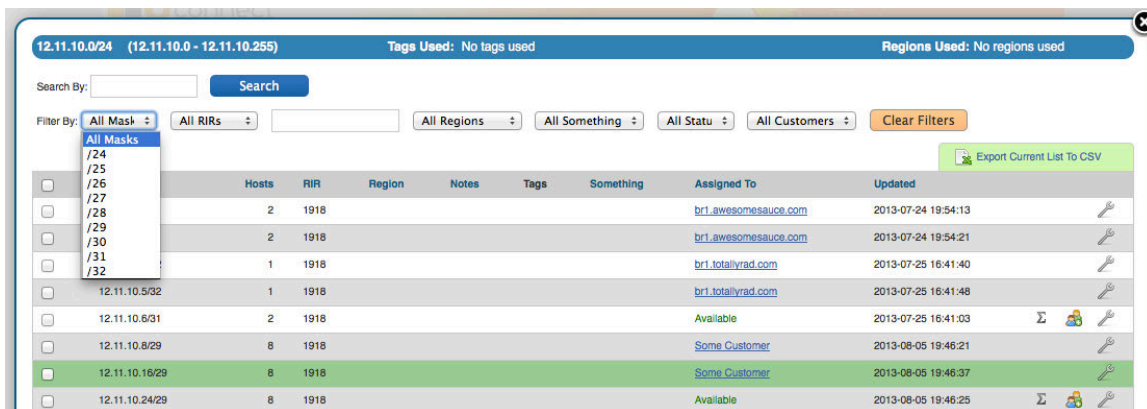 connect
12.11.10.0/24 (12.11.10.0 - 12.11.10.255) Tags Used: No tags used Regions Used: No regions used
Search By: Search
Filter By: All Mask All RIRs All Regions All Something All Statu All Customers Clear Filters
All Masks
/24
/25
/26
/27
/28
/29
/30
/31
/32
Export Current List To CSV
Hosts RIR Region Notes Tags Something Assigned To Updated
2 1918 br1.awesomesauce.com 2013-07-24 19:54:13
2 1918 br1.awesomesauce.com 2013-07-24 19:54:21
1 1918 br1.totallyrad.com 2013-07-25 16:41:40
12.11.10.5/32 1 1918 br1.totallyrad.com 2013-07-25 16:41:48
12.11.10.6/31 2 1918 Available 2013-07-25 16:41:03 Σ
12.11.10.8/29 8 1918 Some Customer 2013-08-05 19:46:21
12.11.10.16/29 8 1918 Some Customer 2013-08-05 19:46:37
12.11.10.24/29 8 1918 Available 2013-08-05 19:46:25 Σ